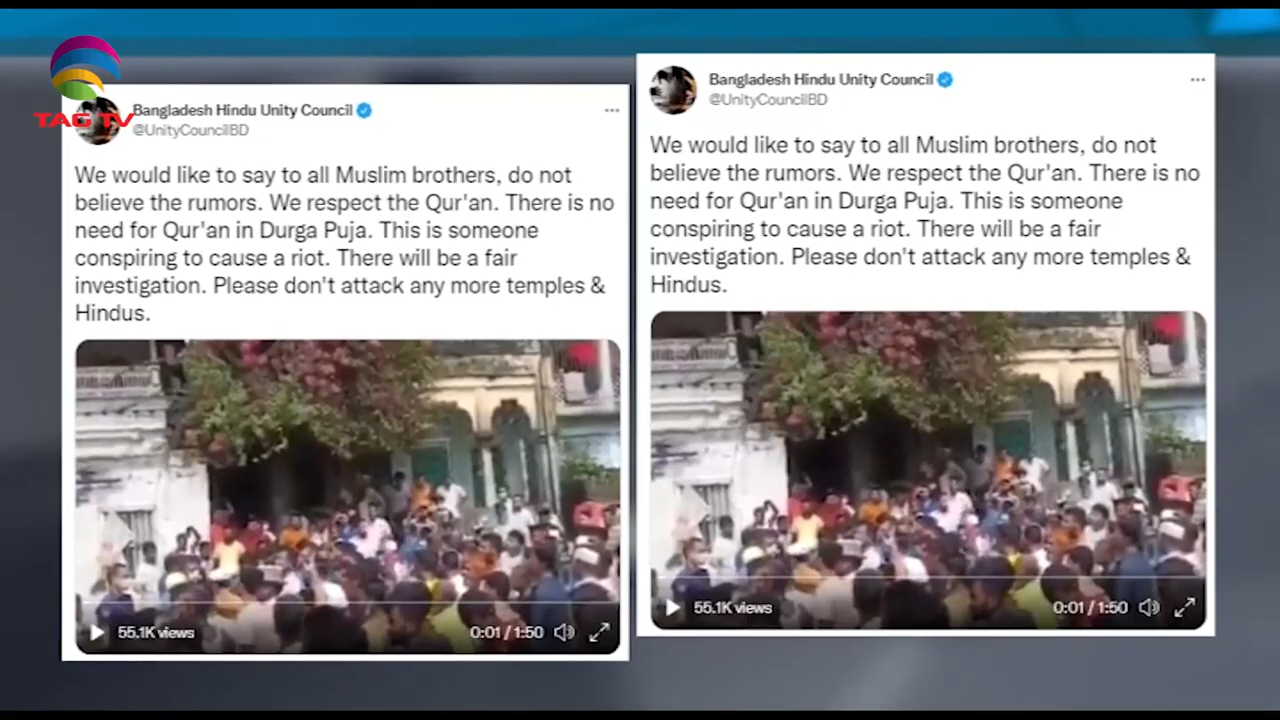 TAG TV
Bangladesh Hindu Unity Council
@UnityCouncilBD
We would like to say to all Muslim brothers, do not
believe the rumors. We respect the Qur'an. There is no
need for Qur'an in Durga Puja. This is someone
conspiring to cause a riot. There will be a fair
investigation. Please don't attack any more temples &
Hindus.
55.1K views
0:01 / 1:50
Bangladesh Hindu Unity Council
@UnityCouncilBD
We would like to say to all Muslim brothers, do not
believe the rumors. We respect the Qur'an. There is no
need for Qur'an in Durga Puja. This is someone
conspiring to cause a riot. There will be a fair
investigation. Please don't attack any more temples &
Hindus.
55.1K views
0:01 / 1:50